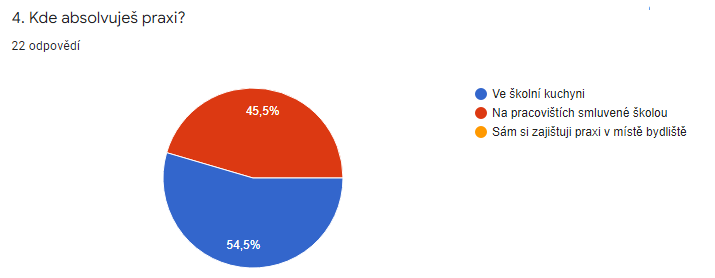 4. Kde absolvuješ praxi?
22 odpovědí
Ve školní kuchyni
Na pracovištích smluvené školou
Sám si zajištuji praxi v místě bydliště
45,5%
54,5%